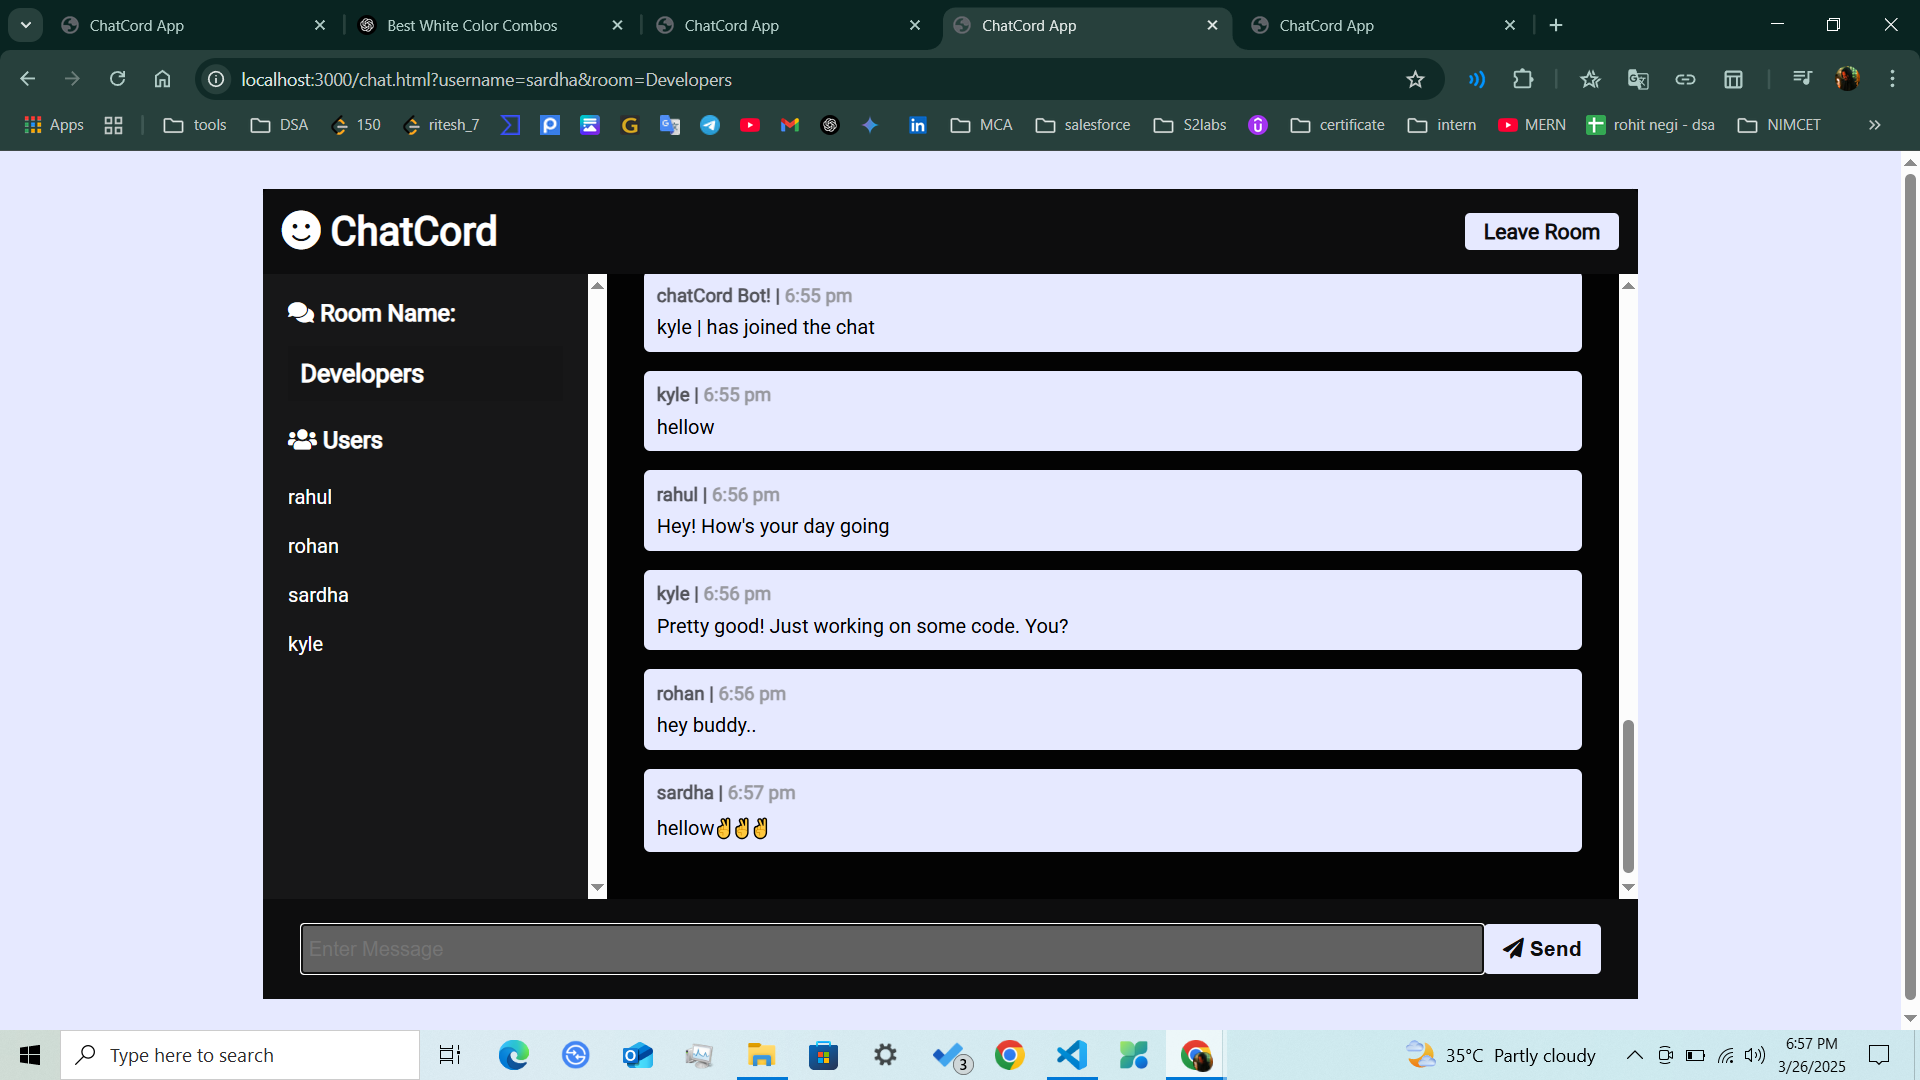 ChatCord App
Best White Color Combos
ChatCord App
ChatCord App
ChatCord App
localhost:3000/chat.html?username=sardha&room=Developers
Apps
tools
DSA
150
ritesh_7
MCA
salesforce
S2labs
certificate
intern
MERN
rohit negi - dsa
NIMCET
ChatCord
Leave Room
Room Name:
Developers
Users
rahul
rohan
sardha
kyle
chatCord Bot! | 6:55 pm
kyle | has joined the chat
kyle | 6:55 pm
hellow
rahul | 6:56 pm
Hey! How's your day going
kyle | 6:56 pm
Pretty good! Just working on some code. You?
rohan | 6:56 pm
hey buddy..
sardha | 6:57 pm
hellow✌✌✌
Enter Message
Send
Type here to search
3
35°C Partly cloudy
6:57 PM
3/26/2025